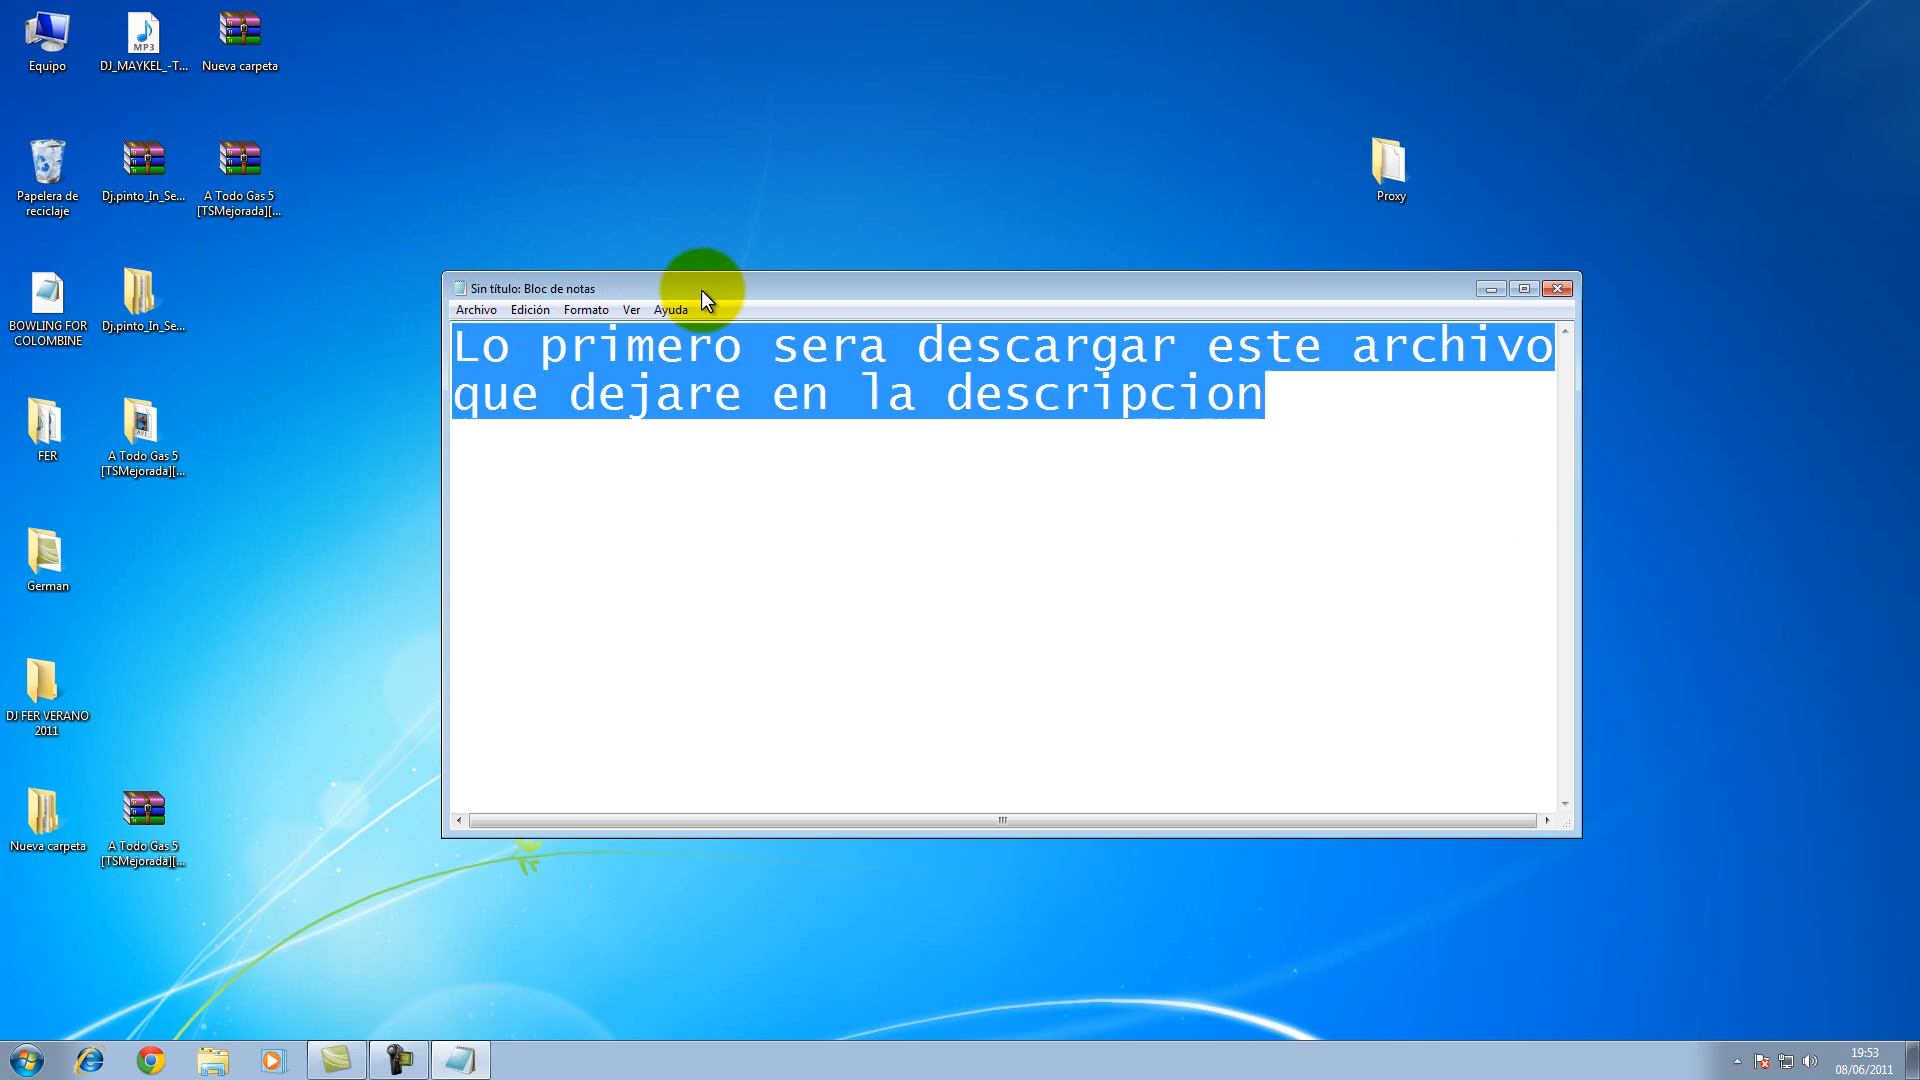 Equipo
DJ_MAYKEL_-T...
Nueva carpeta
MP3
Papelera de
reciclaje
Dj.pinto_In_Se...
A Todo Gas 5
[TSMejorada][...
Proxy
BOWLING FOR
COLOMBINE
Dj.pinto_In_Se...
FER
A Todo Gas 5
[TSMejorada][...
German
DJ FER VERANO
2011
Nueva carpeta
A Todo Gas 5
[TSMejorada][...
Sin título: Bloc de notas
Archivo Edición Formato Ver Ayuda
Lo primero sera descargar este archivo
que dejare en la descripcion
19:53
08/06/2011